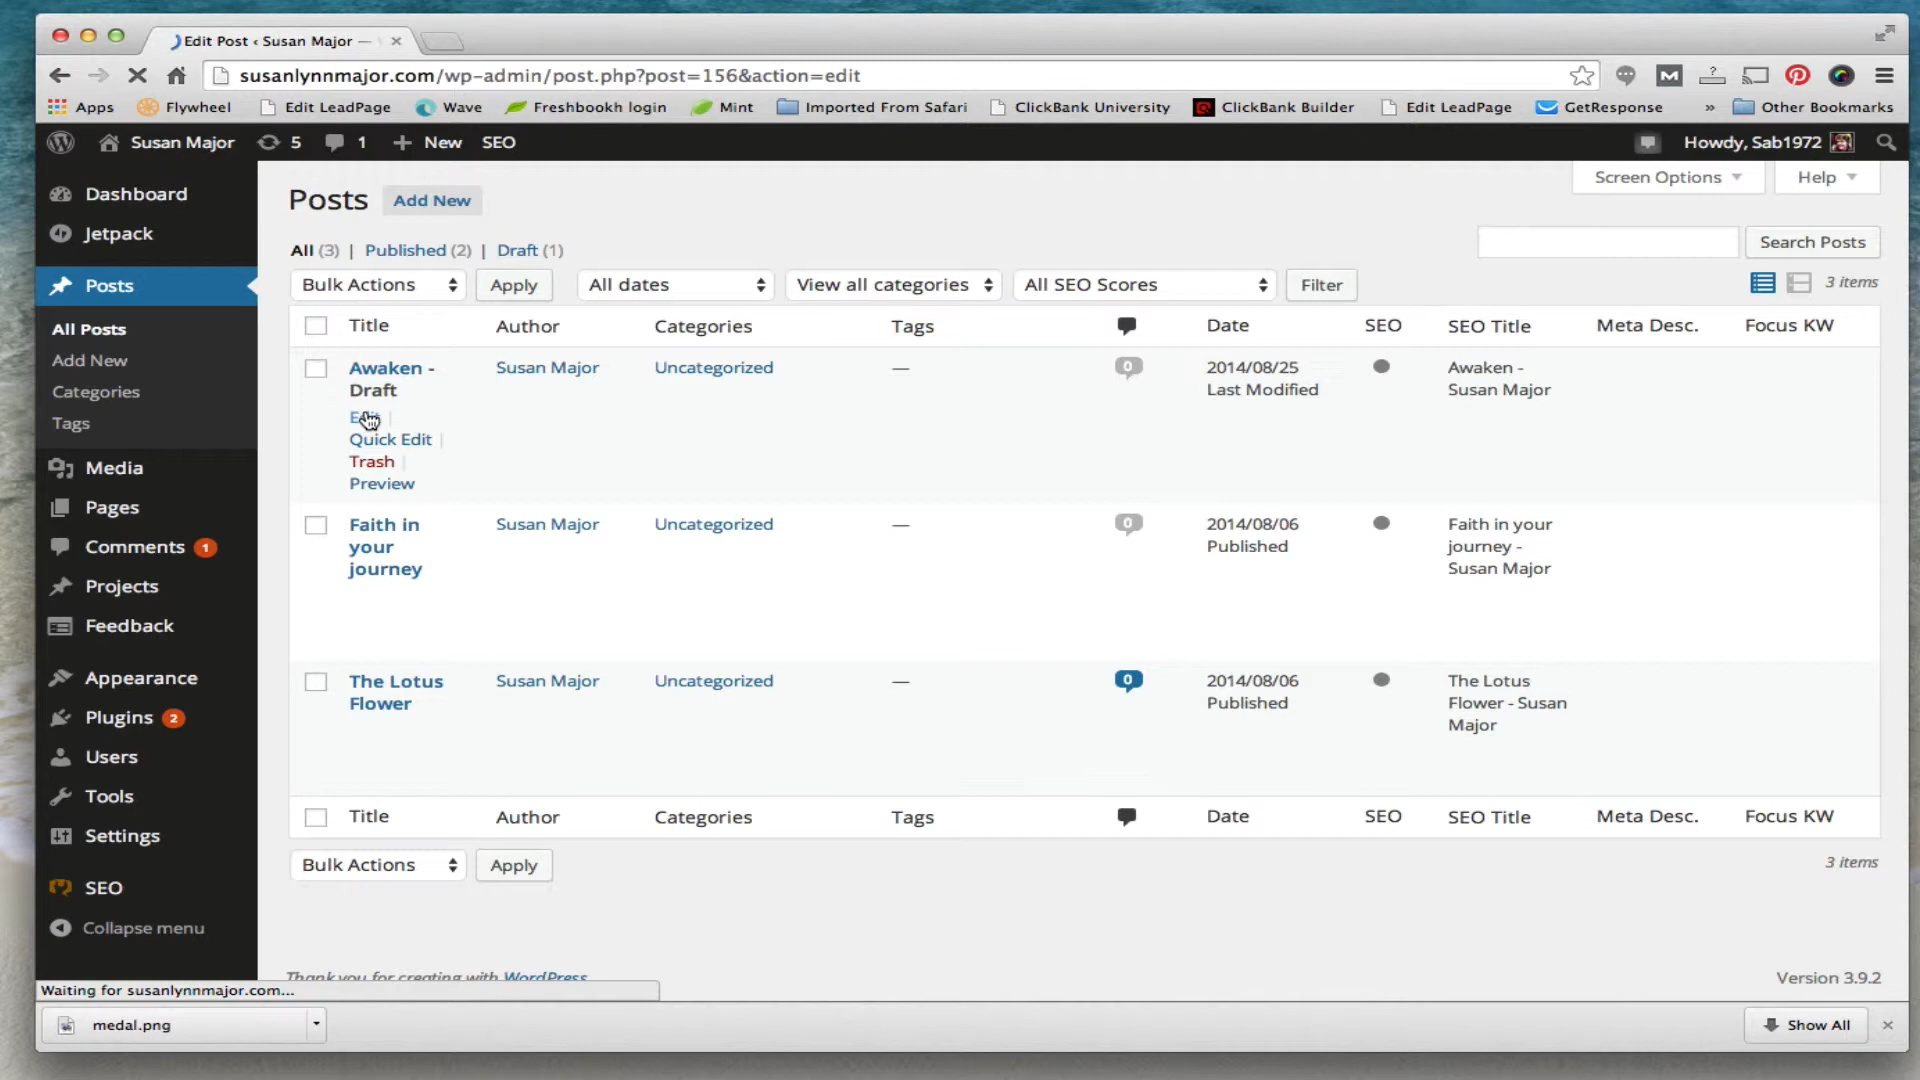 Edit Post ‹ Susan Major —
susanlynnmajor.com/wp-admin/post.php?post=156&action=edit
Apps Flywheel Edit LeadPage Wave Freshbookh login Mint Imported From Safari ClickBank University ClickBank Builder Edit LeadPage GetResponse » Other Bookmarks
Susan Major 5 1 + New SEO Howdy, Sab1972
Dashboard
Jetpack
Posts
All Posts
Add New
Categories
Tags
Media
Pages
Comments 1
Projects
Feedback
Appearance
Plugins 2
Users
Tools
Settings
SEO
Collapse menu
Screen Options Help
Posts Add New
All (3) | Published (2) | Draft (1)
Search Posts
Bulk Actions Apply All dates View all categories All SEO Scores Filter 3 items
Title Author Categories Tags Date SEO SEO Title Meta Desc. Focus KW
Awaken - Susan Major Uncategorized — 0 2014/08/25 Awaken -
Draft Last Modified Susan Major
Edit |
Quick Edit |
Trash |
Preview
Faith in Susan Major Uncategorized — 0 2014/08/06 Faith in your
your Published journey -
journey Susan Major
The Lotus Susan Major Uncategorized — 0 2014/08/06 The Lotus
Flower Published Flower - Susan
Major
Title Author Categories Tags Date SEO SEO Title Meta Desc. Focus KW
Bulk Actions Apply 3 items
Thank you for creating with WordPress Version 3.9.2
Waiting for susanlynnmajor.com...
medal.png Show All